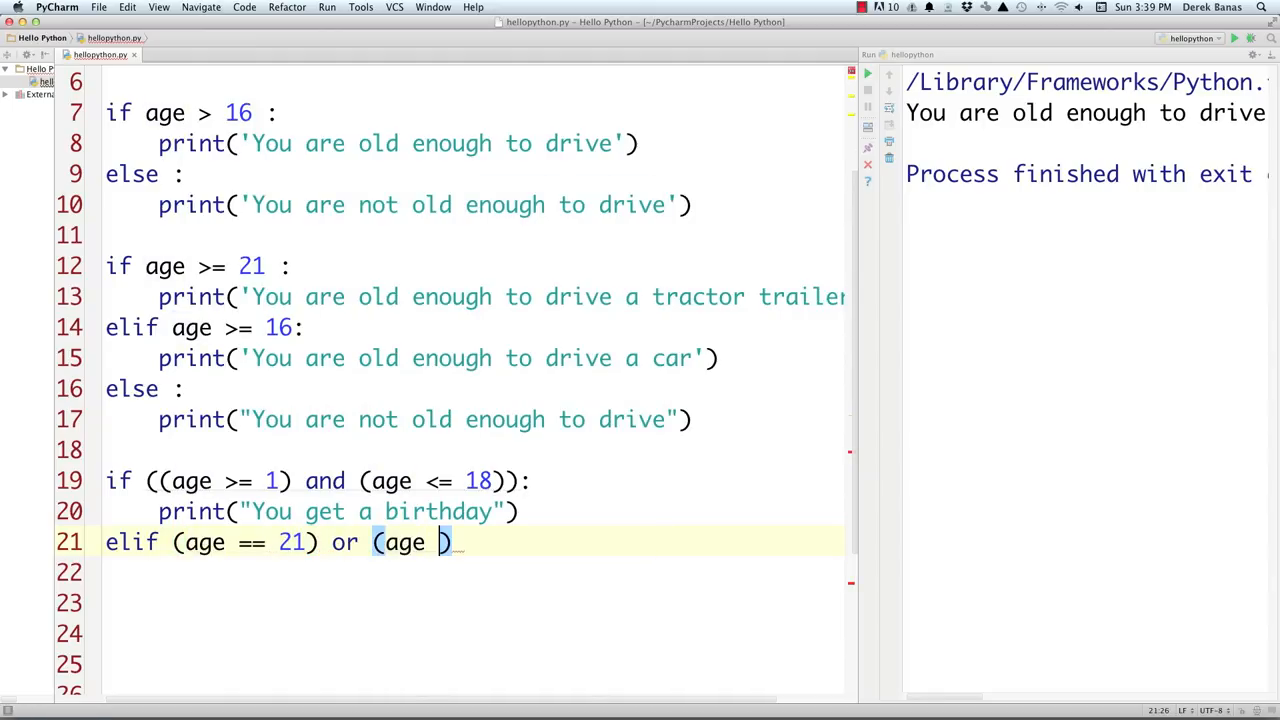 PyCharm File Edit View Navigate Code Refactor Run Tools VCS Window Help 10 Sun 3:39 PM Derek Banas
hellopython.py – Hello Python – [~/PycharmProjects/Hello Python]
Hello Python hellopython.py hellopython
hellopython.py Run hellopython
Hello P
hell
Externa
6
7 if age > 16 :
8 print('You are old enough to drive')
9 else :
10 print('You are not old enough to drive')
11
12 if age >= 21 :
13 print('You are old enough to drive a tractor trailer
14 elif age >= 16:
15 print('You are old enough to drive a car')
16 else :
17 print("You are not old enough to drive")
18
19 if ((age >= 1) and (age <= 18)):
20 print("You get a birthday")
21 elif (age == 21) or (age )
22
23
24
25
26
/Library/Frameworks/Python.
You are old enough to drive
Process finished with exit
21:26 LF UTF-8